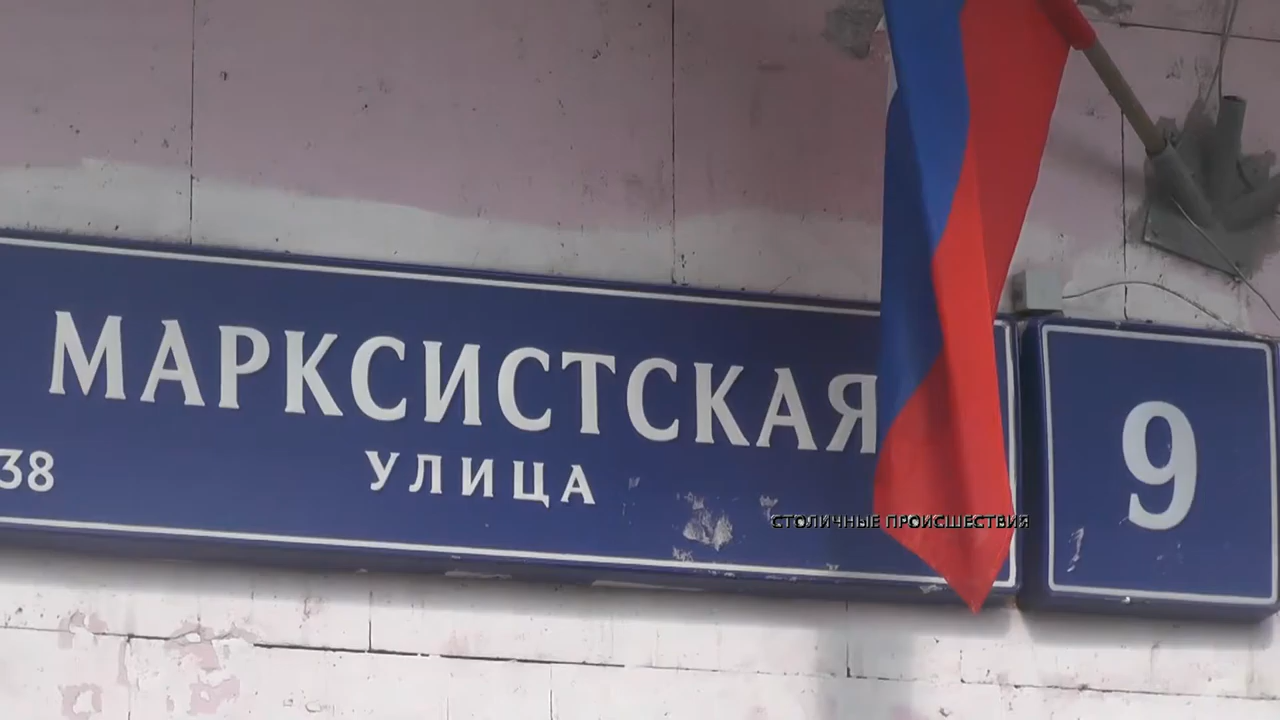 МАРКСИСТСКАЯ
38
УЛИЦА
9
СТОЛИЧНЫЕ ПРОИСШЕСТВИЯ